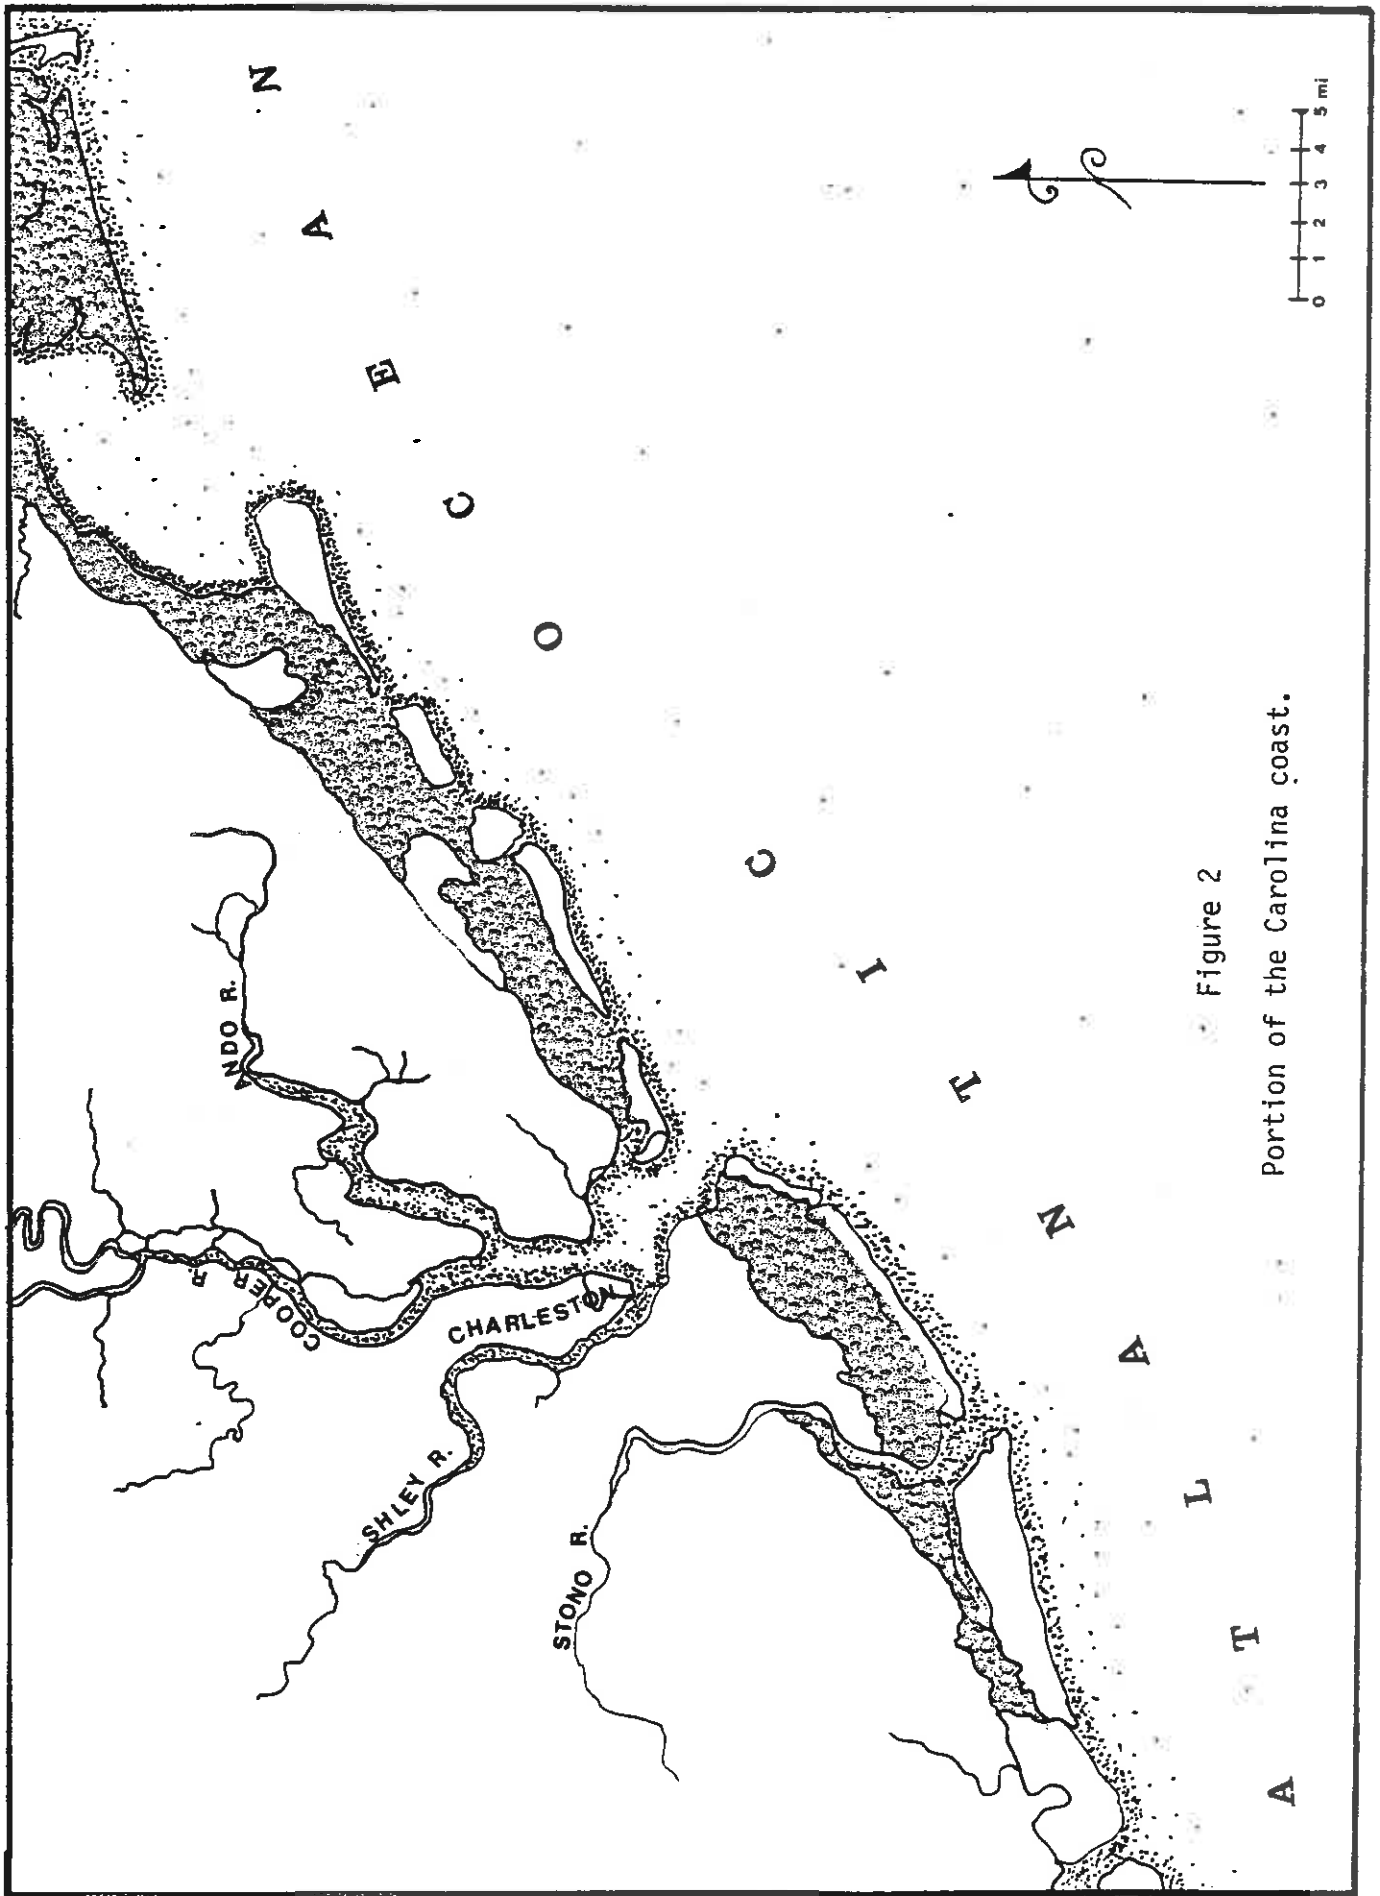 ANDO R.
COOPER R.
CHARLESTON
SHLEY R.
STONO R.
ATLANTIC OCEAN
0 1 2 3 4 5 mi
Figure 2
Portion of the Carolina coast.